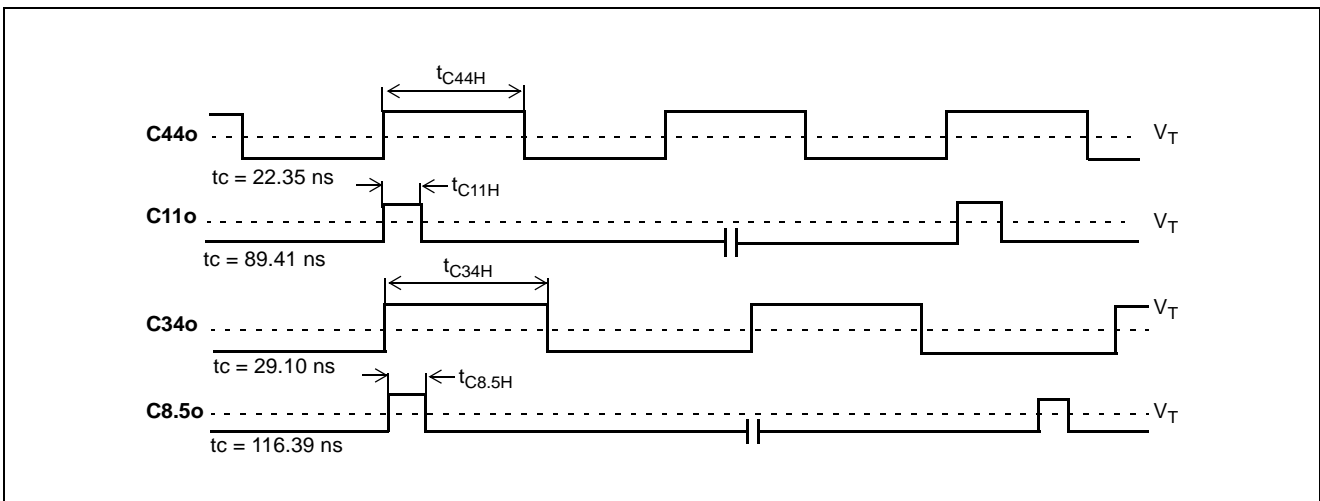 tC44H
C44o
VT
tc = 22.35 ns
tC11H
C11o
VT
tc = 89.41 ns
tC34H
C34o
VT
tc = 29.10 ns
tC8.5H
C8.5o
VT
tc = 116.39 ns